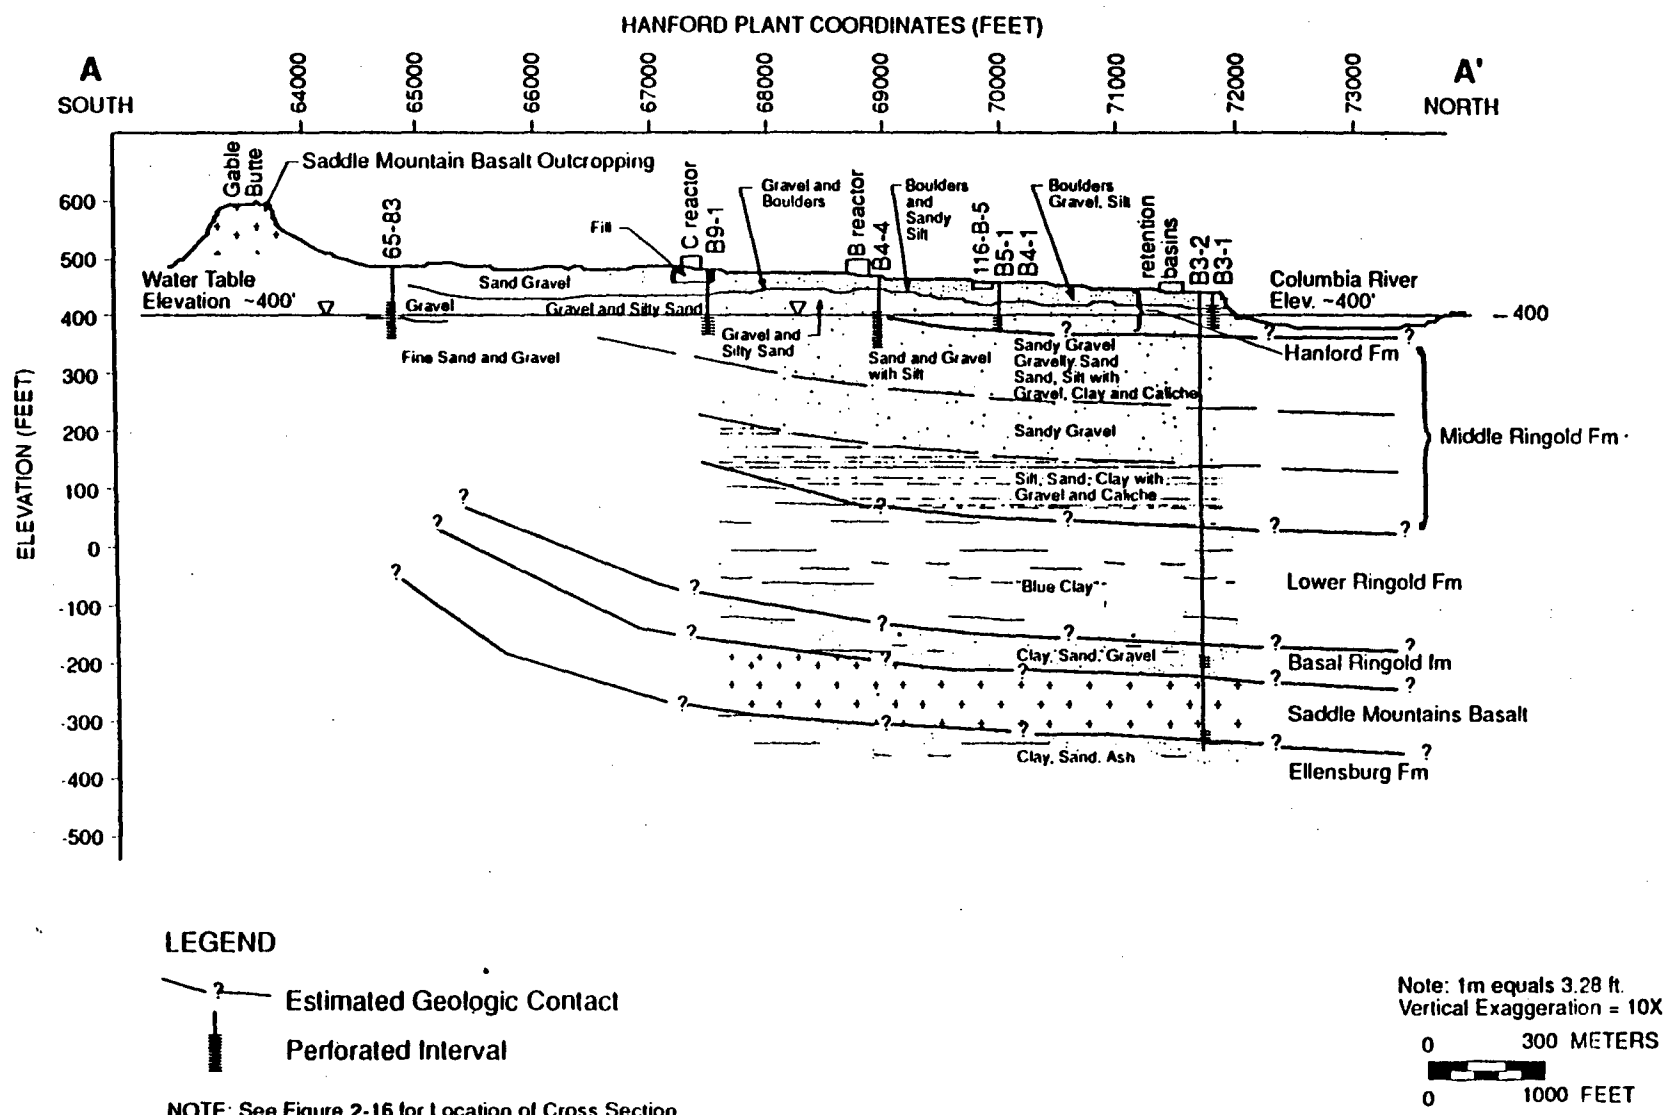 HANFORD PLANT COORDINATES (FEET)
A
SOUTH
64000
65000
66000
67000
68000
69000
70000
71000
72000
73000
A'
NORTH
ELEVATION (FEET)
600
500
400
300
200
100
0
-100
-200
-300
-400
-500
Gable
Butte
Saddle Mountain Basalt Outcropping
65-83
Fill
C reactor
B9-1
Gravel and
Boulders
B reactor
B4-4
Boulders
and
Sandy
Silt
116-B-5
B5-1
B4-1
Boulders
Gravel, Silt
retention
basins
B3-2
B3-1
Water Table
Elevation ~400'
Columbia River
Elev. ~400'
- 400
Sand Gravel
Gravel
Gravel and Silty Sand
Gravel and
Silty Sand
Fine Sand and Gravel
Sand and Gravel
with Silt
Sandy Gravel
Gravelly Sand
Sand, Silt with
Gravel, Clay and Caliche
Hanford Fm
Sandy Gravel
Middle Ringold Fm
Silt, Sand, Clay with
Gravel and Caliche
"Blue Clay"
Lower Ringold Fm
Clay, Sand, Gravel
Basal Ringold fm
Saddle Mountains Basalt
Clay, Sand, Ash
Ellensburg Fm
LEGEND
? Estimated Geologic Contact
Perforated Interval
NOTE: See Figure 2-16 for Location of Cross Section
Note: 1m equals 3.28 ft.
Vertical Exaggeration = 10X
0 300 METERS
0 1000 FEET